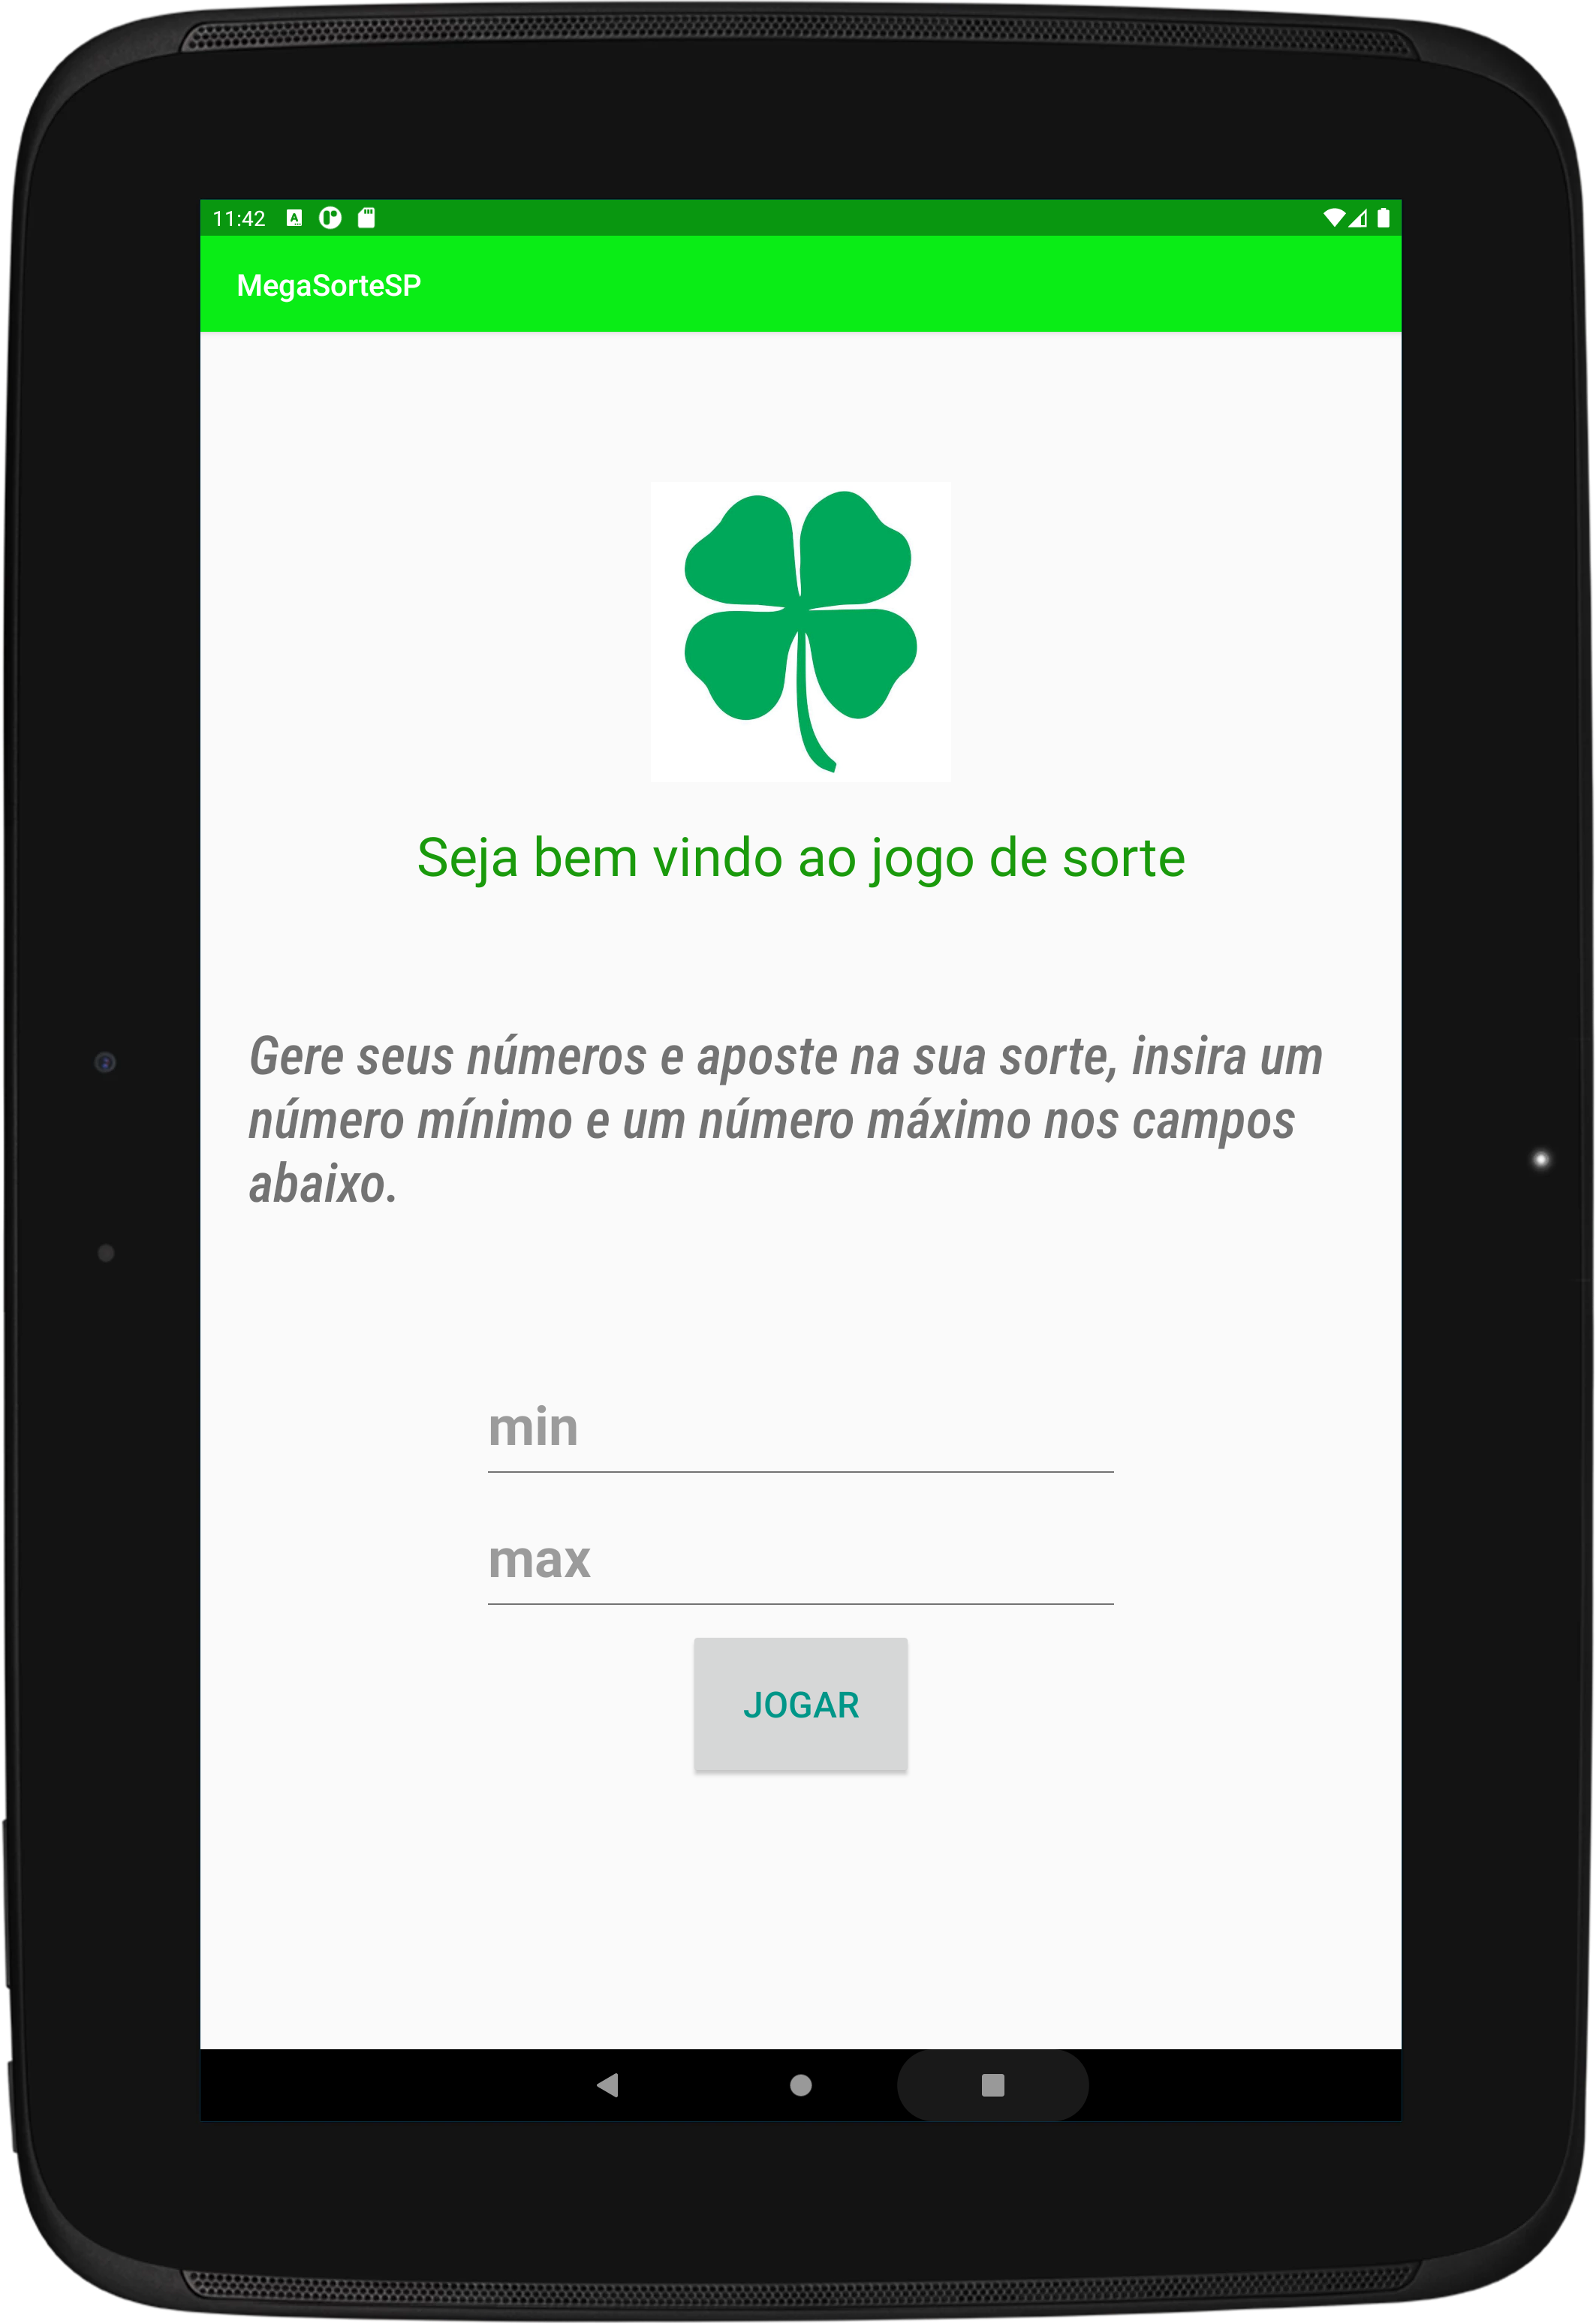 11:42
MegaSorteSP
Seja bem vindo ao jogo de sorte
Gere seus números e aposte na sua sorte, insira um
número mínimo e um número máximo nos campos
abaixo.
min
max
JOGAR